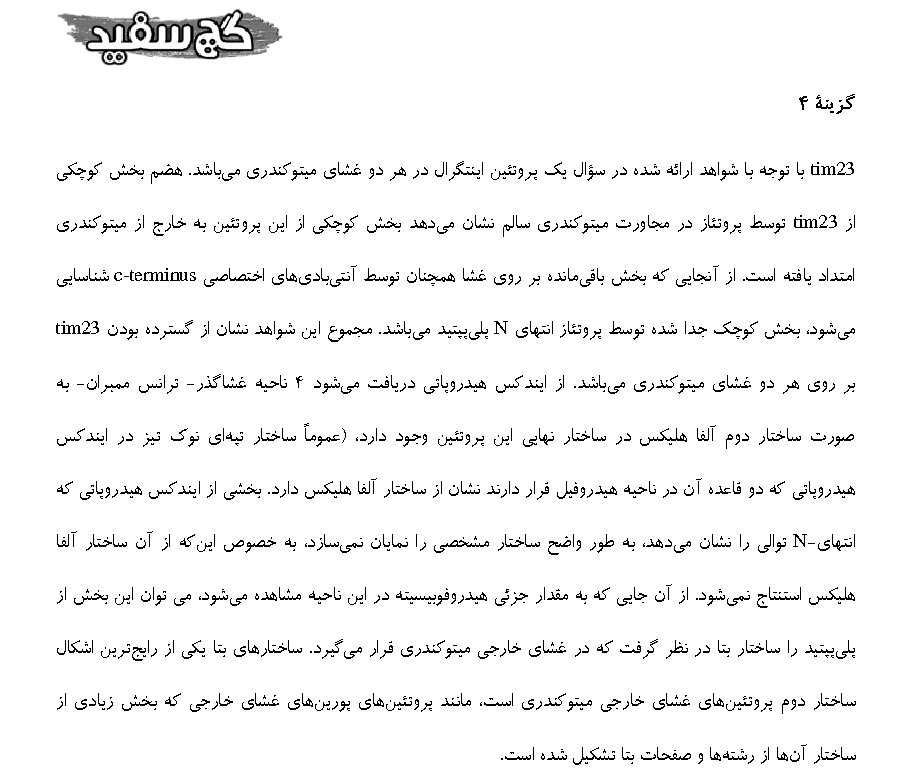 گچ سفید
گزینهٔ ۴
tim23 با توجه با شواهد ارائه شده در سؤال یک پروتئین اینتگرال در هر دو غشای میتوکندری می‌باشد. هضم بخش کوچکی
از tim23 توسط پروتئاز در مجاورت میتوکندری سالم نشان می‌دهد بخش کوچکی از این پروتئین به خارج از میتوکندری
امتداد یافته است. از آنجایی که بخش باقی‌مانده بر روی غشا همچنان توسط آنتی‌بادی‌های اختصاصی c-terminus شناسایی
می‌شود، بخش کوچک جدا شده توسط پروتئاز انتهای N پلی‌پپتید می‌باشد. مجموع این شواهد نشان از گسترده بودن tim23
بر روی هر دو غشای میتوکندری می‌باشد. از ایندکس هیدروپاتی دریافت می‌شود ۴ ناحیه غشاگذر- ترانس ممبران- به
صورت ساختار دوم آلفا هلیکس در ساختار نهایی این پروتئین وجود دارد، (عموماً ساختار تپه‌ای نوک تیز در ایندکس
هیدروپاتی که دو قاعده آن در ناحیه هیدروفیل قرار دارند نشان از ساختار آلفا هلیکس دارد. بخشی از ایندکس هیدروپاتی که
انتهای-N توالی را نشان می‌دهد، به طور واضح ساختار مشخصی را نمایان نمی‌سازد، به خصوص این‌که از آن ساختار آلفا
هلیکس استنتاج نمی‌شود. از آن جایی که به مقدار جزئی هیدروفوبیسیته در این ناحیه مشاهده می‌شود، می توان این بخش از
پلی‌پپتید را ساختار بتا در نظر گرفت که در غشای خارجی میتوکندری قرار می‌گیرد. ساختارهای بتا یکی از رایج‌ترین اشکال
ساختار دوم پروتئین‌های غشای خارجی میتوکندری است، مانند پروتئین‌های پورین‌های غشای خارجی که بخش زیادی از
ساختار آن‌ها از رشته‌ها و صفحات بتا تشکیل شده است.